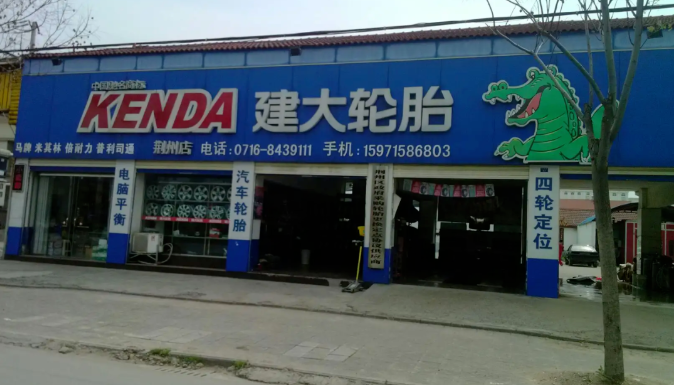 中国驰名商标
KENDA 建大轮胎
马牌 米其林 倍耐力 普利司通 荆州店 电话:0716-8439111 手机:15971586803
电脑平衡
汽车轮胎
四轮定位